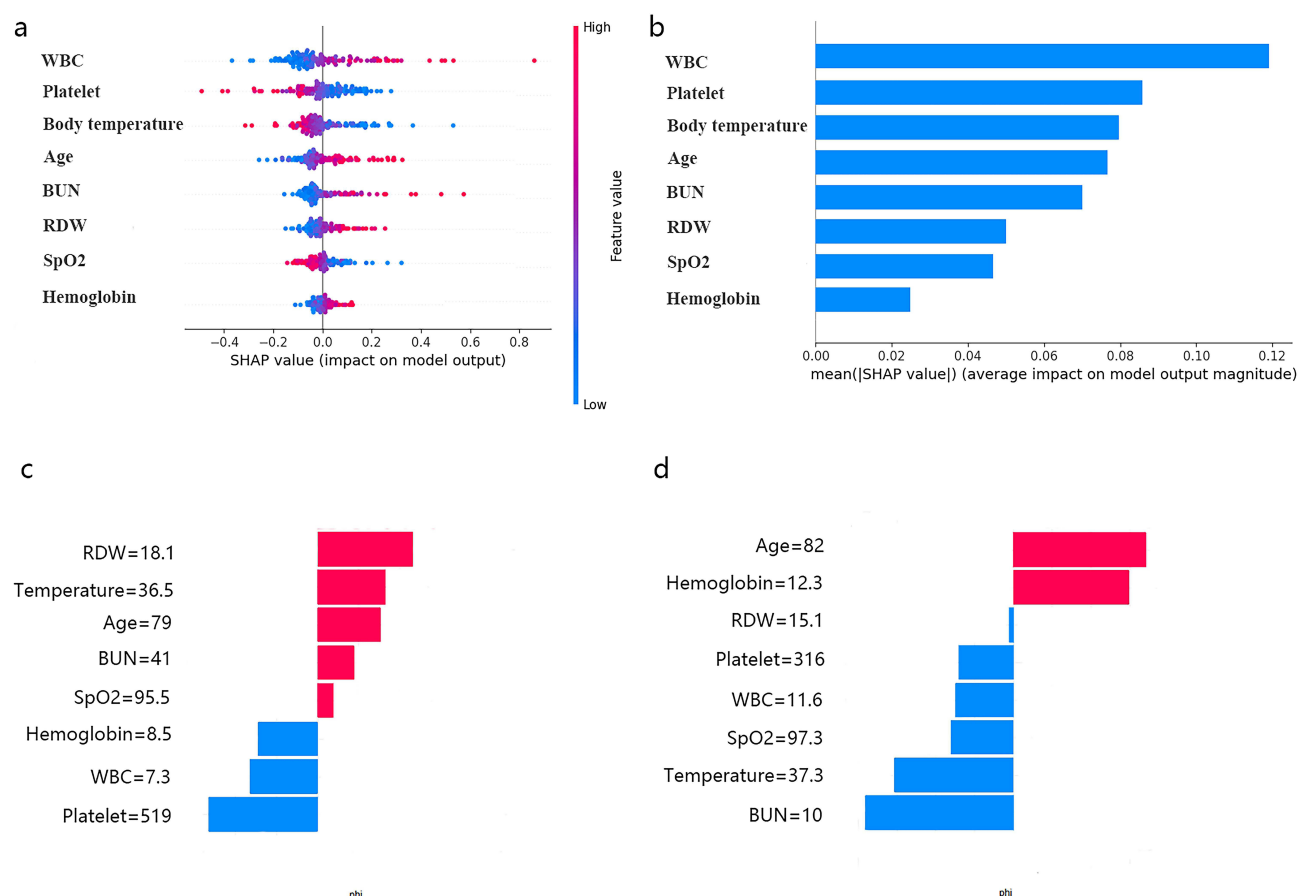 a
High
WBC
Platelet
Body temperature
Age
BUN
RDW
SpO2
Hemoglobin
Feature value
−0.4 −0.2 0.0 0.2 0.4 0.6 0.8
SHAP value (impact on model output)
Low
b
WBC
Platelet
Body temperature
Age
BUN
RDW
SpO2
Hemoglobin
0.00 0.02 0.04 0.06 0.08 0.10 0.12
mean(|SHAP value|) (average impact on model output magnitude)
c
RDW=18.1
Temperature=36.5
Age=79
BUN=41
SpO2=95.5
Hemoglobin=8.5
WBC=7.3
Platelet=519
phi
d
Age=82
Hemoglobin=12.3
RDW=15.1
Platelet=316
WBC=11.6
SpO2=97.3
Temperature=37.3
BUN=10
phi